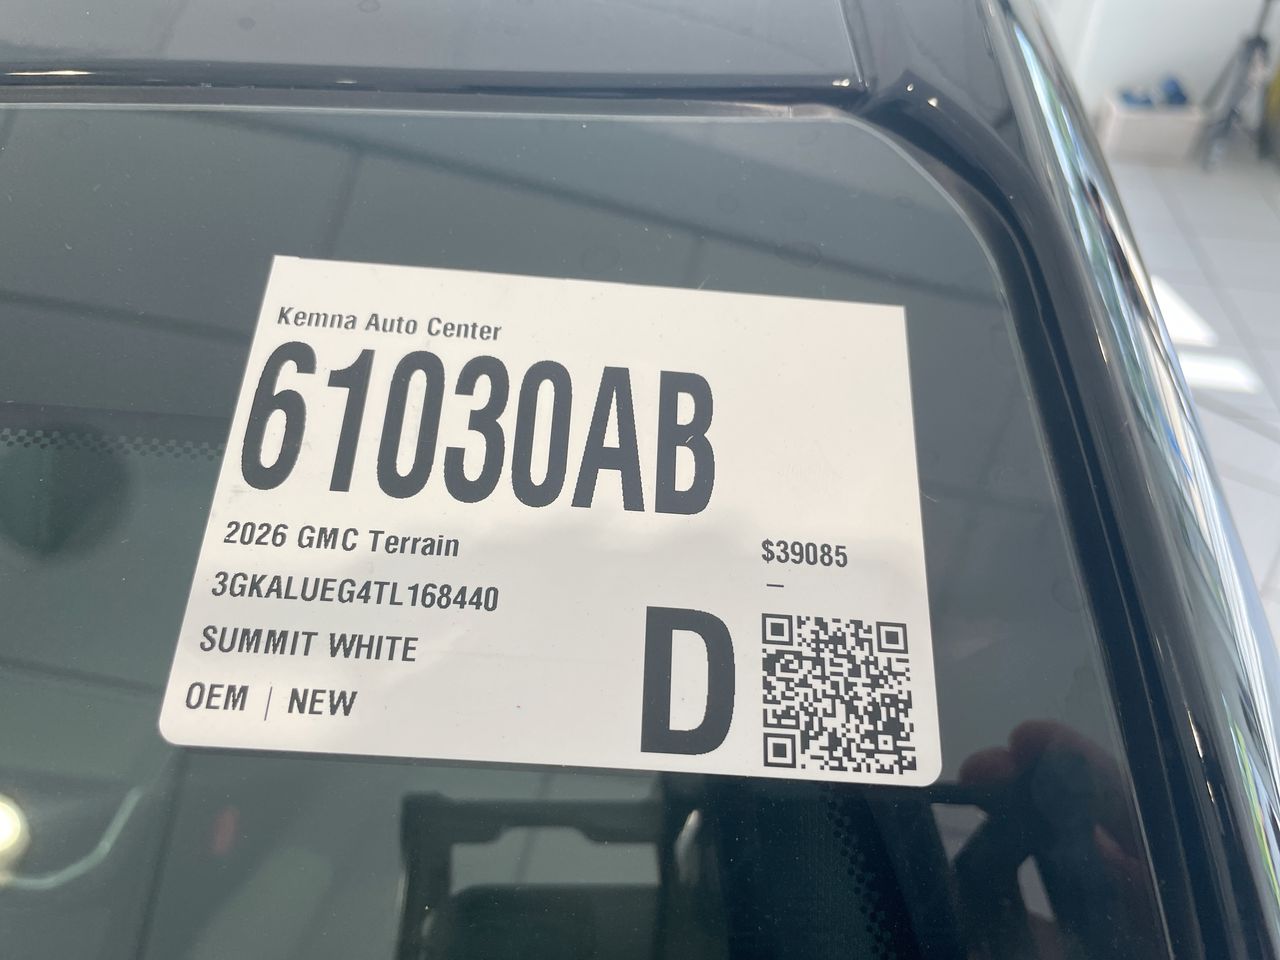 Kemna Auto Center
61030AB
2026 GMC Terrain
$39085
–
3GKALUEG4TL168440
SUMMIT WHITE
OEM | NEW
D